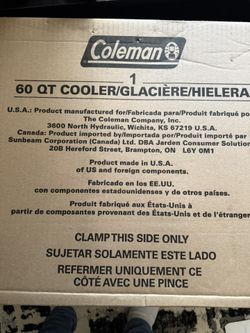 Coleman
1
60 QT COOLER/GLACIÈRE/HIELERA
U.S.A.: Product manufactured for/Fabricada para/Produit fabriqué po
The Coleman Company, Inc.
3600 North Hydraulic, Wichita, KS 67219 U.S.A.
Canada: Product imported by/Importada por/Produit importé par
Sunbeam Corporation (Canada) Ltd. DBA Jarden Consumer Solution
20B Hereford Street, Brampton, ON L6Y 0M1
Product made in U.S.A.
of US and foreign components.
Fabricado en los EE.UU.
con componentes estadounidenses y de otros países.
Produit fabriqué aux États-Unis à
partir de composantes provenant des États-Unis et de l'étranger
CLAMP THIS SIDE ONLY
SUJETAR SOLAMENTE ESTE LADO
REFERMER UNIQUEMENT CE
CÔTÉ AVEC UNE PINCE